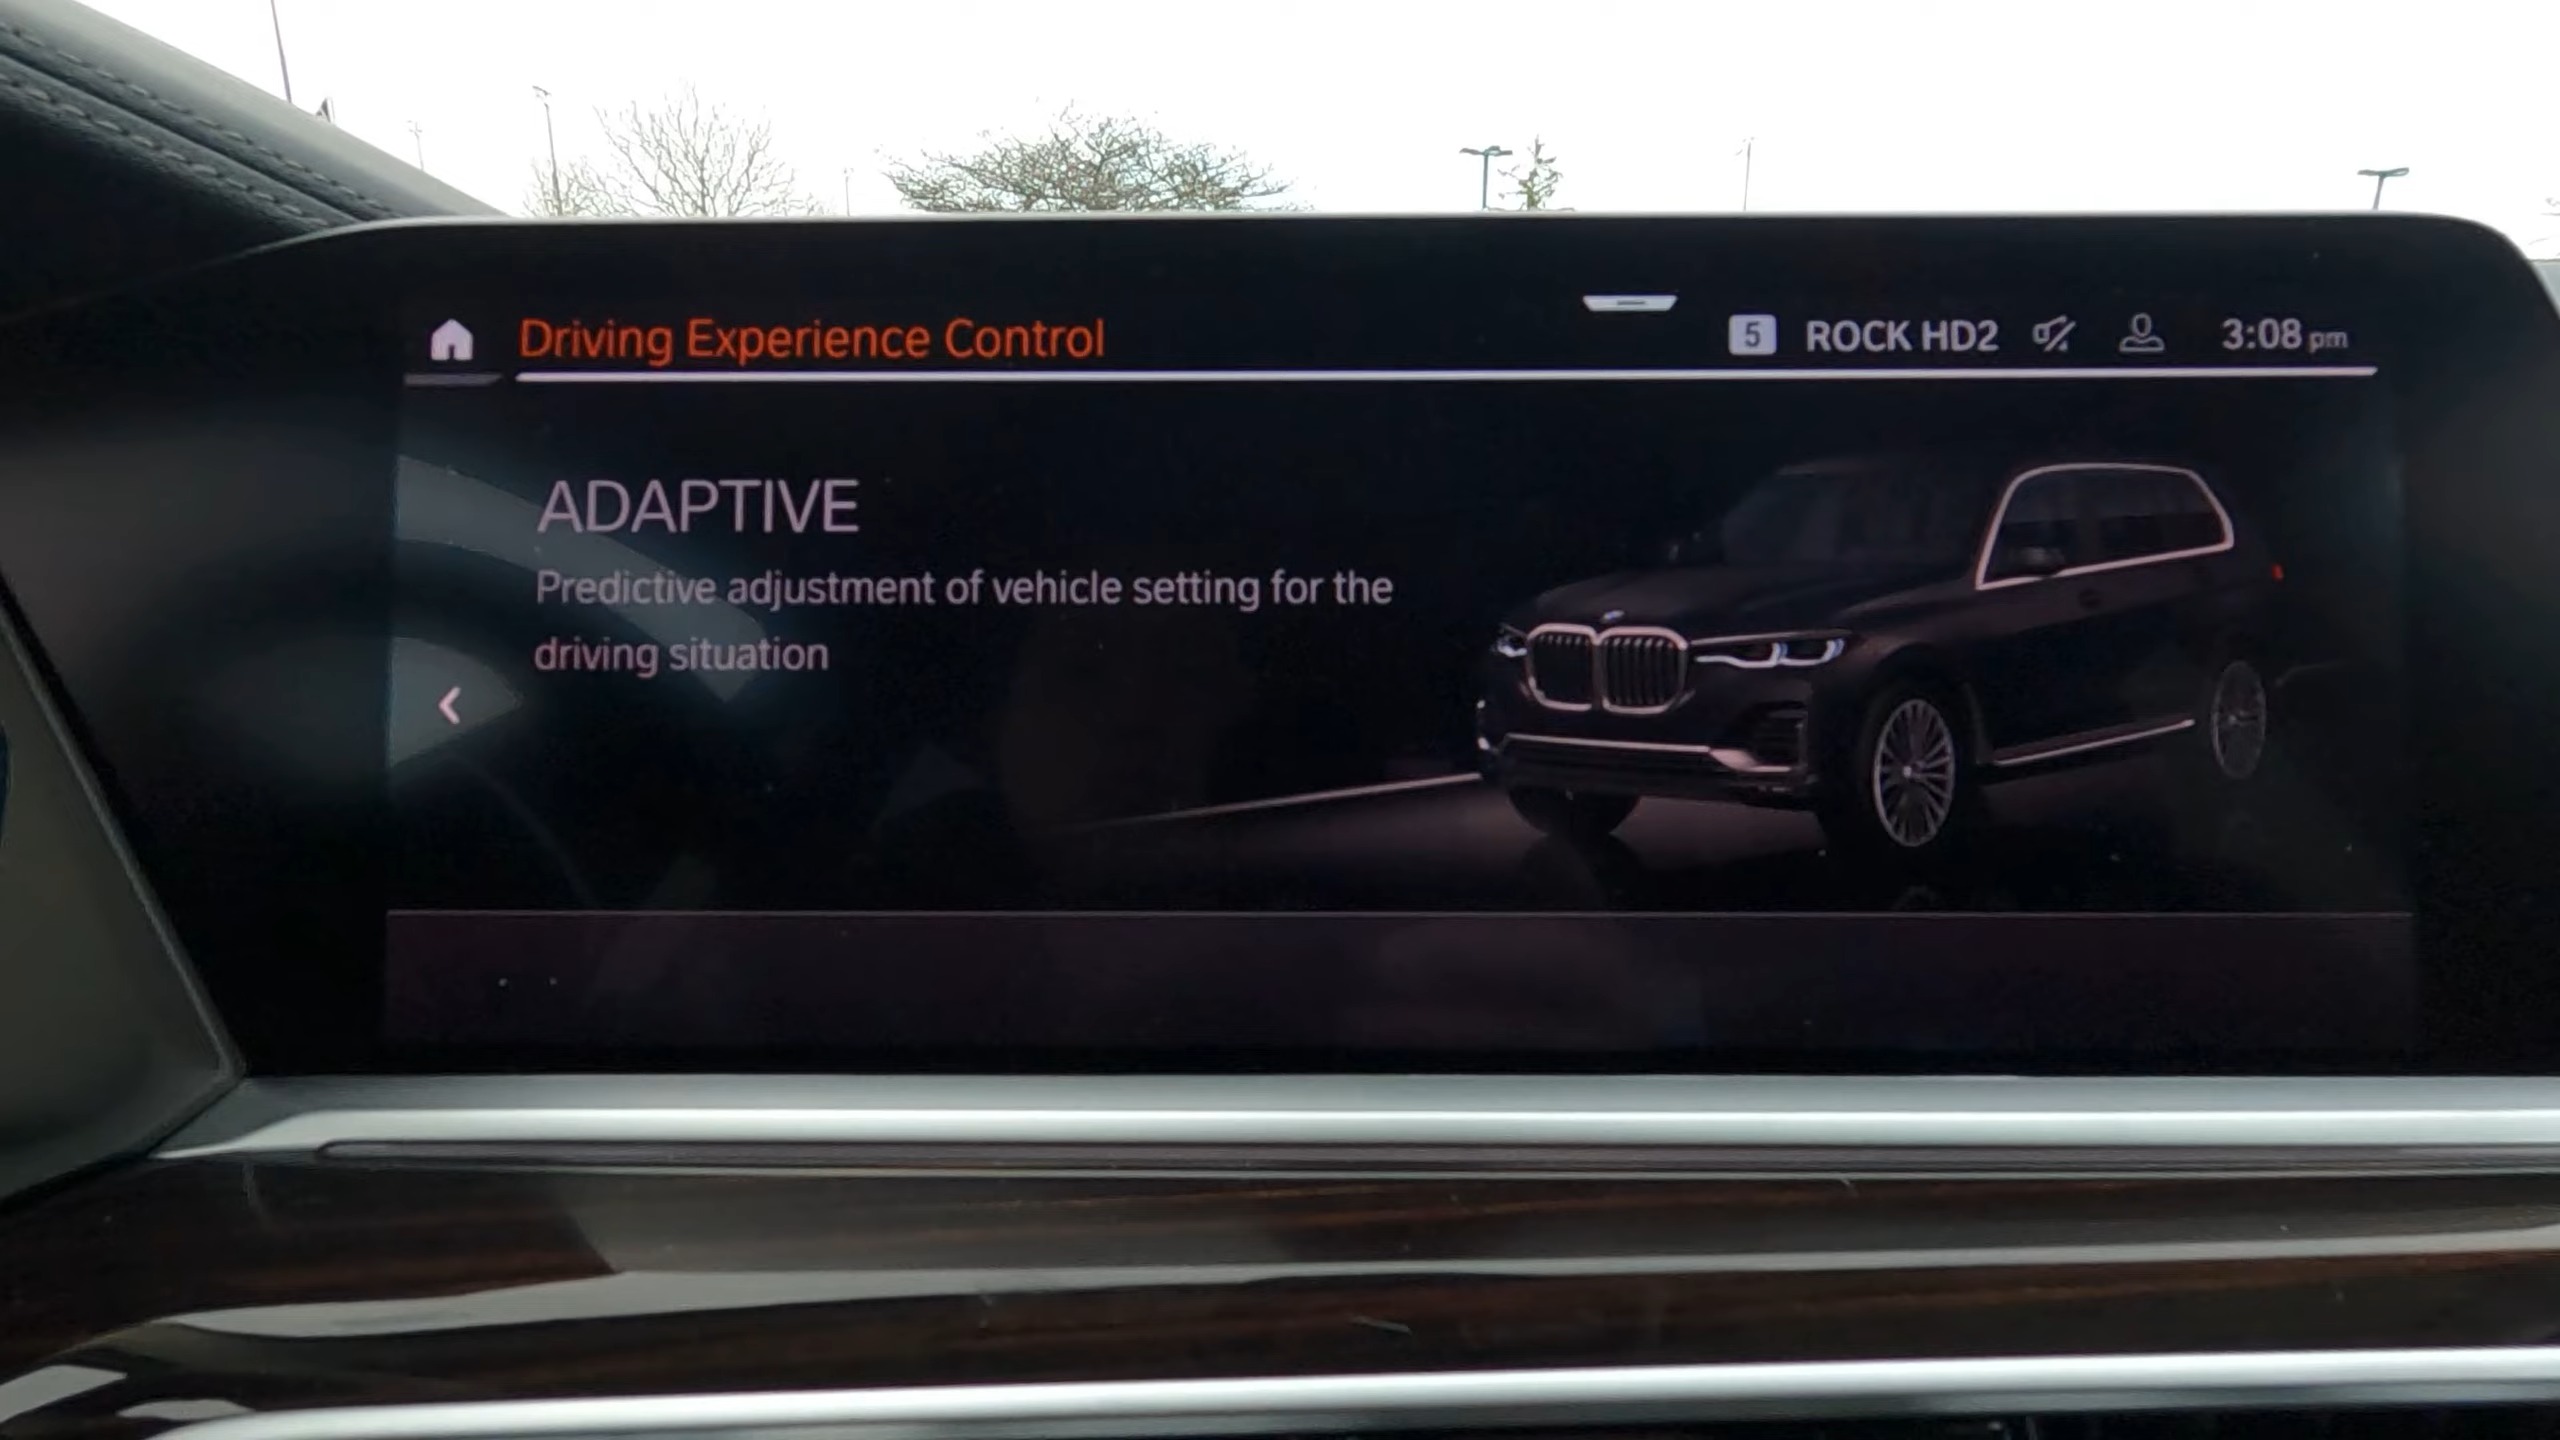 Driving Experience Control
5 ROCK HD2 3:08 pm
ADAPTIVE
Predictive adjustment of vehicle setting for the
driving situation